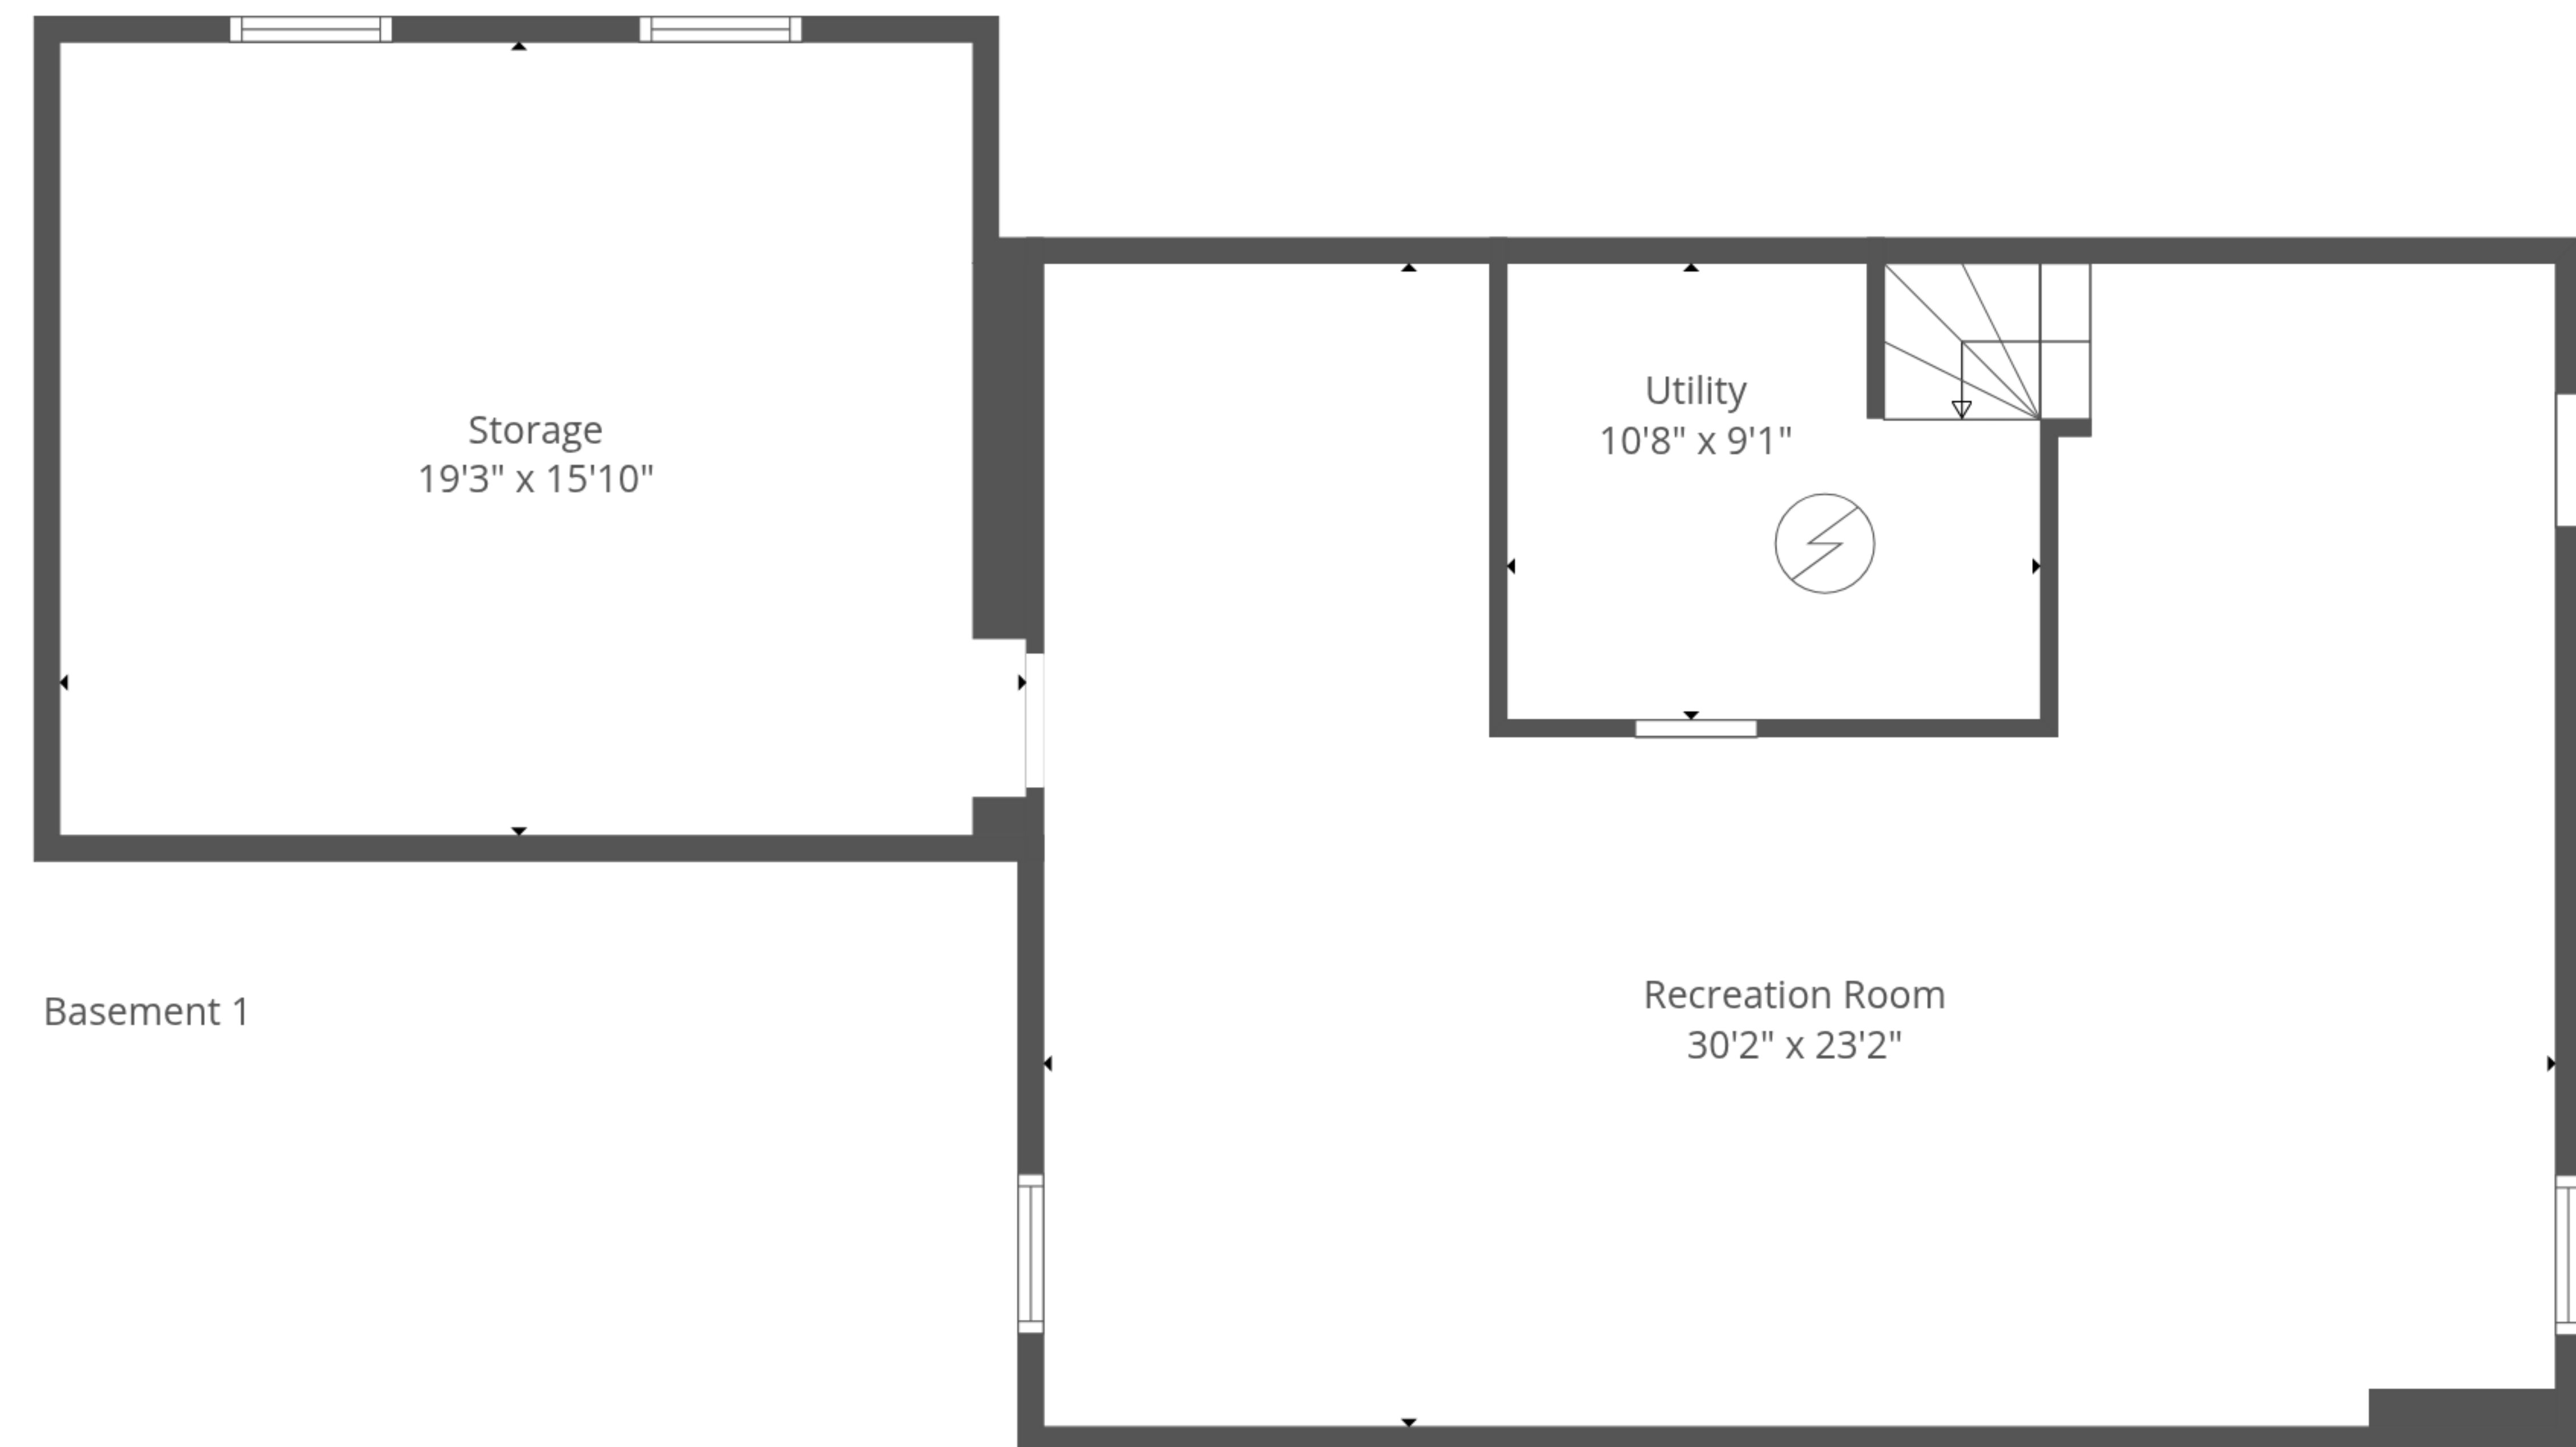 Storage
19'3" x 15'10"
Utility
10'8" x 9'1"
Recreation Room
30'2" x 23'2"
Basement 1